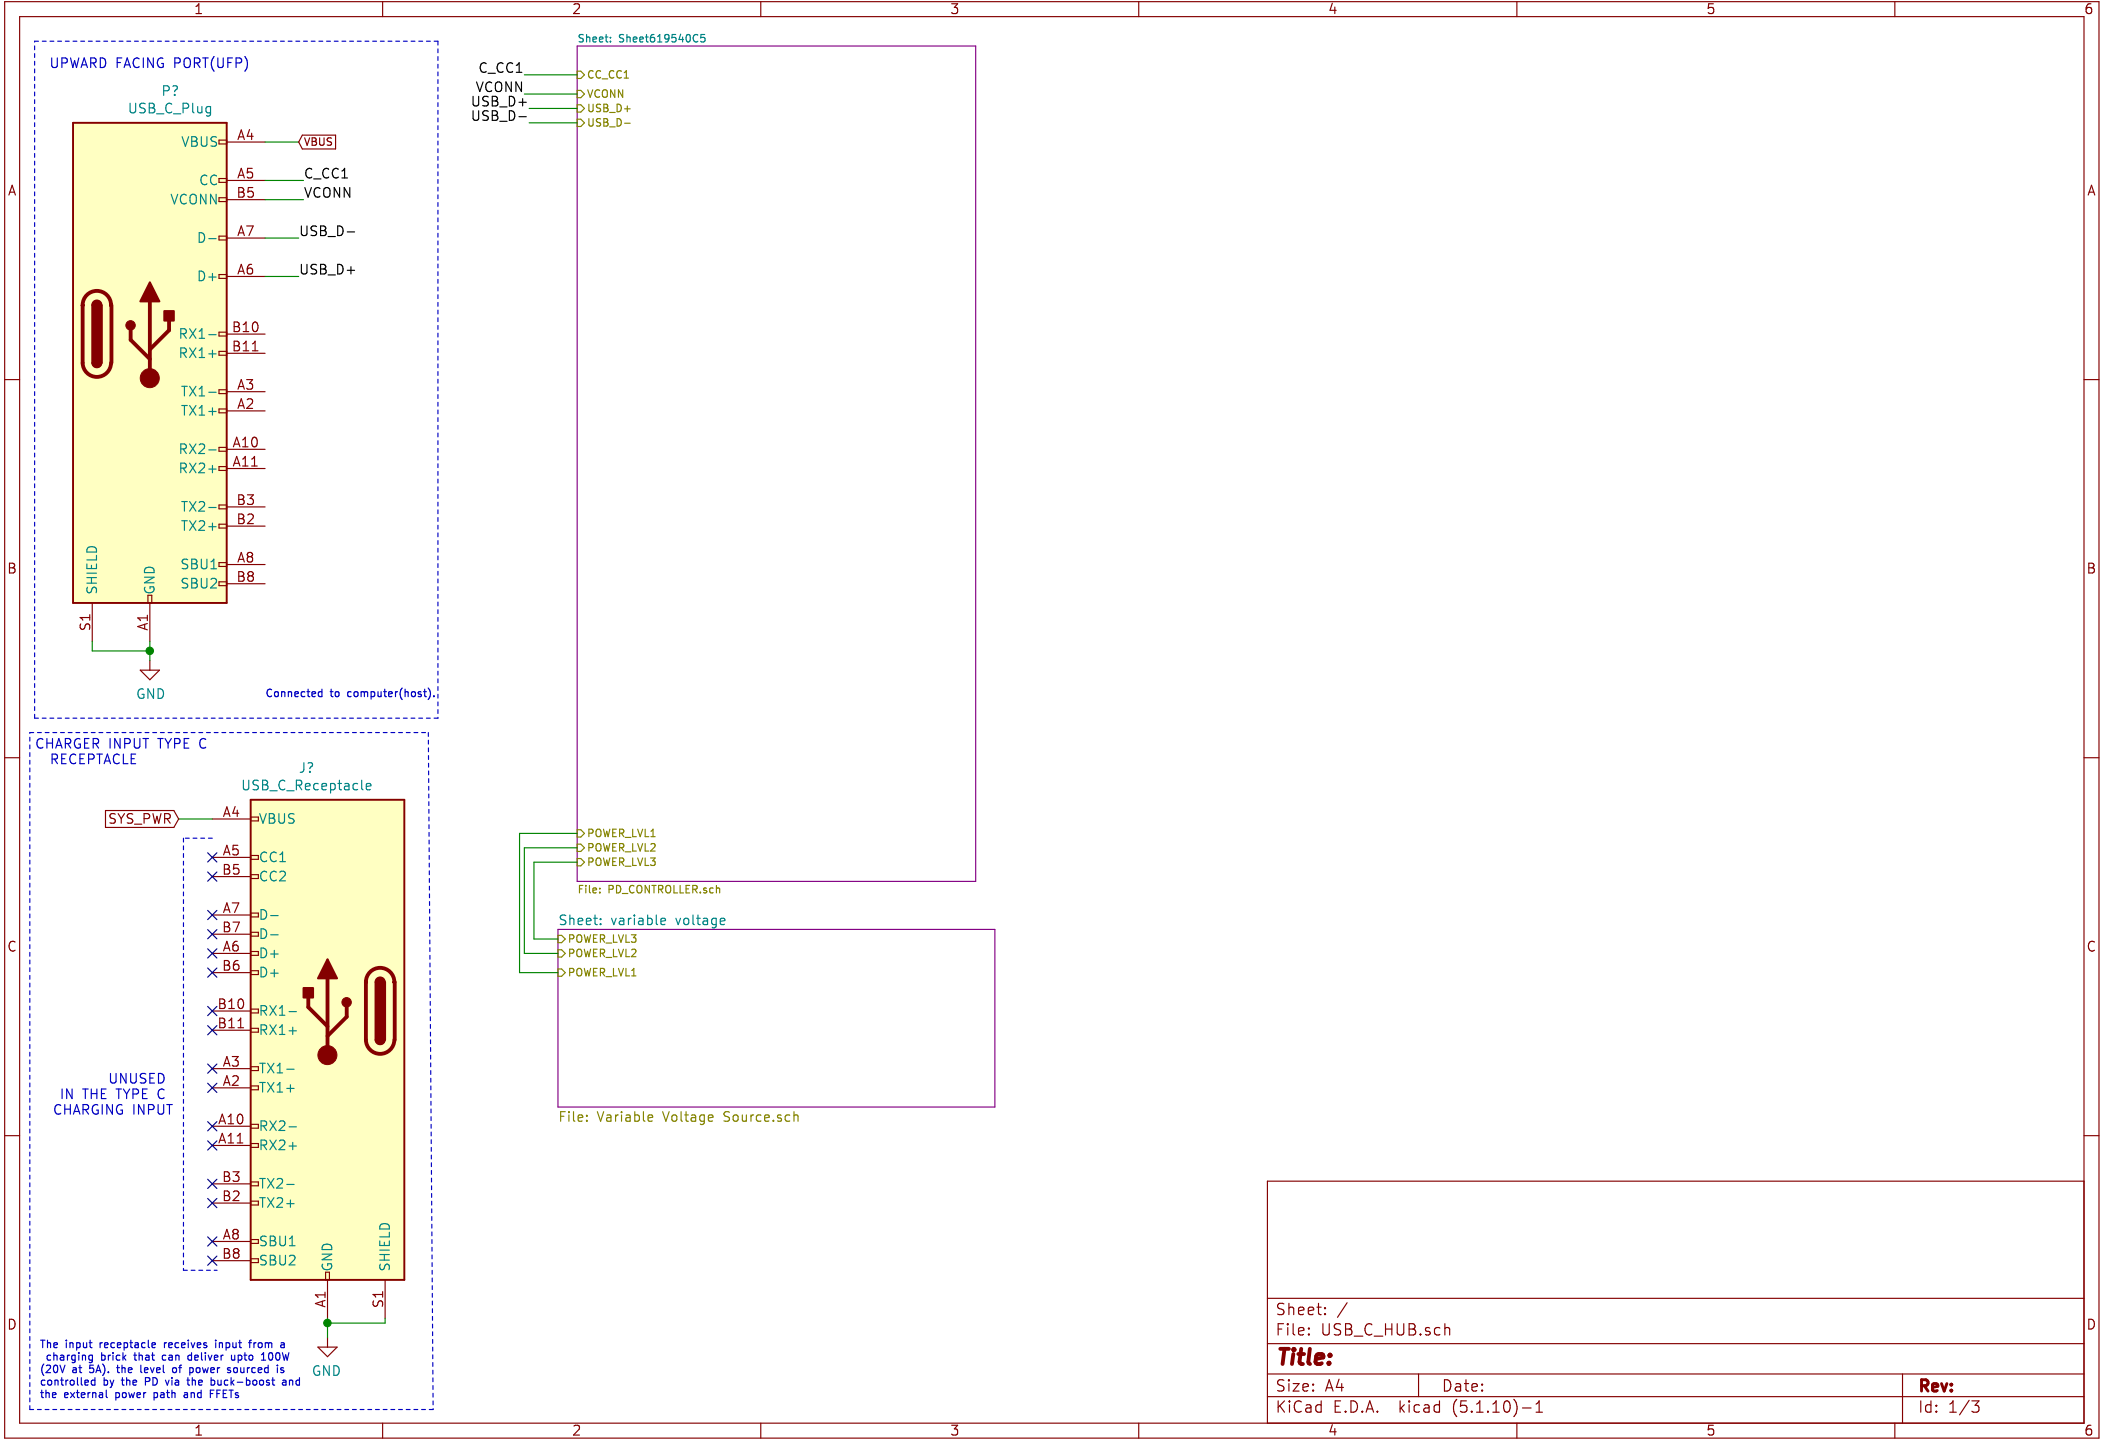 1 2 3 4 5 6
A
B
C
D
A
B
C
D
1 2 3 4 5 6
UPWARD FACING PORT(UFP)
P?
USB_C_Plug
VBUS A4 VBUS
CC A5 C_CC1
VCONN B5 VCONN
D- A7 USB_D-
D+ A6 USB_D+
RX1- B10
RX1+ B11
TX1- A3
TX1+ A2
RX2- A10
RX2+ A11
TX2- B3
TX2+ B2
SBU1 A8
SBU2 B8
SHIELD
GND
S1
A1
GND
Connected to computer(host).
CHARGER INPUT TYPE C
RECEPTACLE
J?
USB_C_Receptacle
SYS_PWR A4 VBUS
A5 CC1
B5 CC2
A7 D-
B7 D-
A6 D+
B6 D+
B10 RX1-
B11 RX1+
A3 TX1-
A2 TX1+
A10 RX2-
A11 RX2+
B3 TX2-
B2 TX2+
A8 SBU1
B8 SBU2
GND
SHIELD
A1
S1
GND
UNUSED
IN THE TYPE C
CHARGING INPUT
The input receptacle receives input from a
charging brick that can deliver upto 100W
(20V at 5A). the level of power sourced is
controlled by the PD via the buck-boost and
the external power path and FFETs
Sheet: Sheet619540C5
C_CC1 CC_CC1
VCONN VCONN
USB_D+ USB_D+
USB_D- USB_D-
POWER_LVL1
POWER_LVL2
POWER_LVL3
File: PD_CONTROLLER.sch
Sheet: variable voltage
POWER_LVL3
POWER_LVL2
POWER_LVL1
File: Variable Voltage Source.sch
Sheet: /
File: USB_C_HUB.sch
Title:
Size: A4 Date: Rev:
KiCad E.D.A. kicad (5.1.10)-1 Id: 1/3